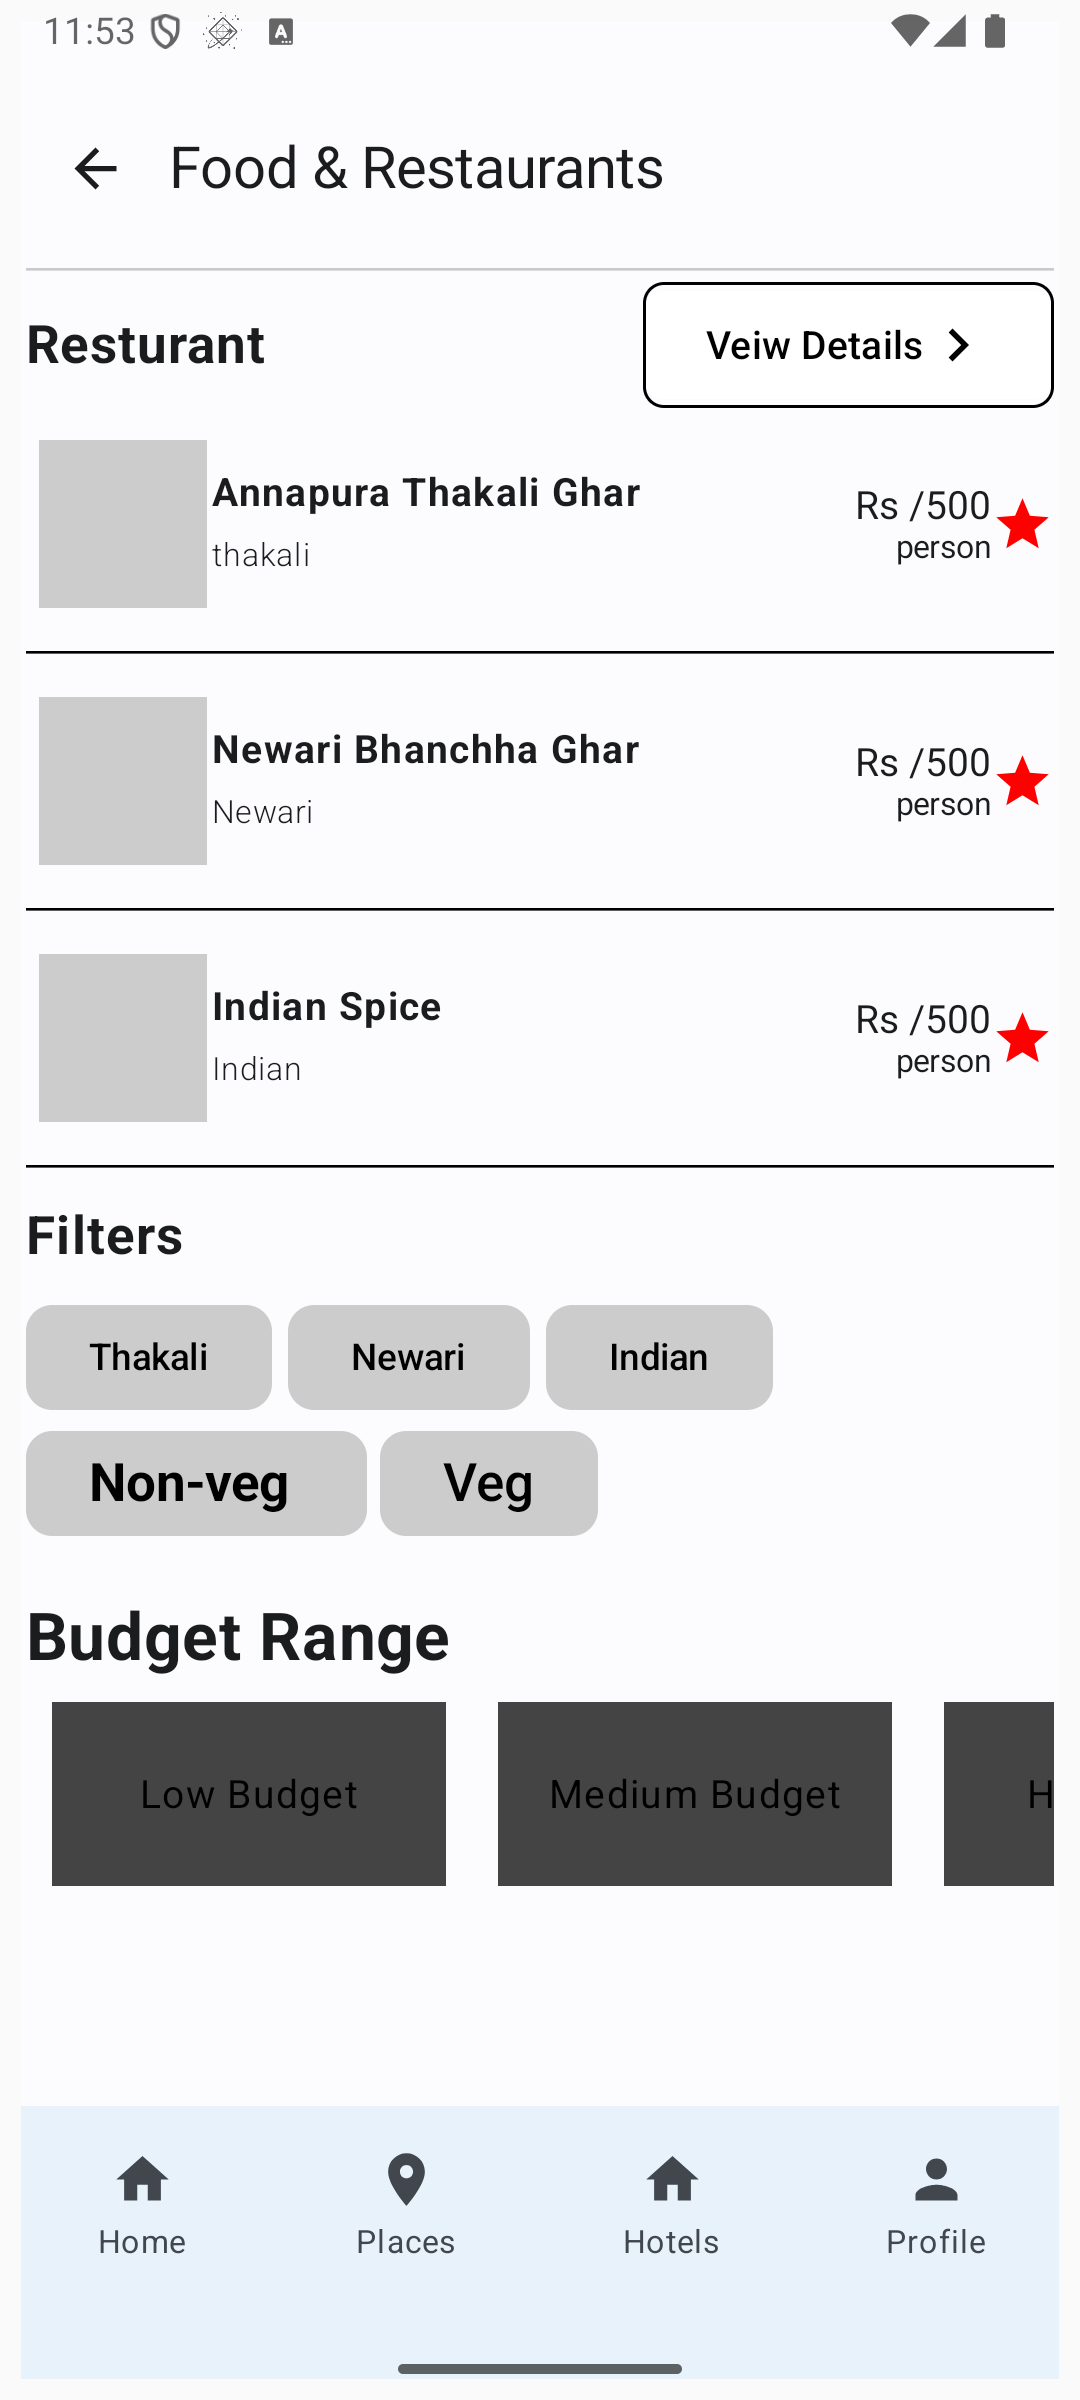 11:53
Food & Restaurants
Resturant
Veiw Details
Annapura Thakali Ghar
thakali
Rs /500
person
Newari Bhanchha Ghar
Newari
Rs /500
person
Indian Spice
Indian
Rs /500
person
Filters
Thakali Newari Indian
Non-veg Veg
Budget Range
Low Budget Medium Budget H
Home Places Hotels Profile